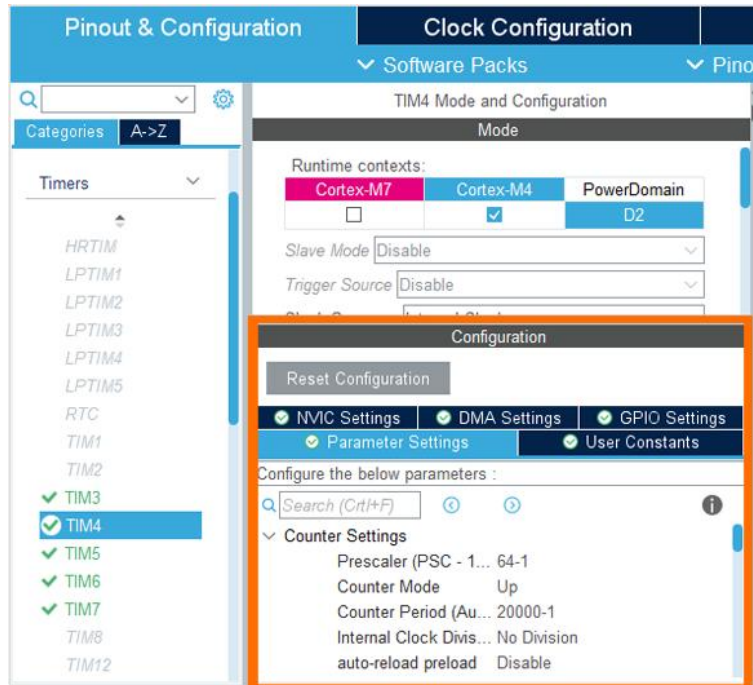 Pinout & Configuration
Clock Configuration
Software Packs
Pino
Categories
A->Z
Timers
HRTIM
LPTIM1
LPTIM2
LPTIM3
LPTIM4
LPTIM5
RTC
TIM1
TIM2
TIM3
TIM4
TIM5
TIM6
TIM7
TIM8
TIM12
TIM4 Mode and Configuration
Mode
Runtime contexts:
Cortex-M7 Cortex-M4 PowerDomain
D2
Slave Mode Disable
Trigger Source Disable
Configuration
Reset Configuration
NVIC Settings DMA Settings GPIO Settings
Parameter Settings User Constants
Configure the below parameters :
Search (Crtl+F)
Counter Settings
Prescaler (PSC - 1... 64-1
Counter Mode Up
Counter Period (Au... 20000-1
Internal Clock Divis... No Division
auto-reload preload Disable